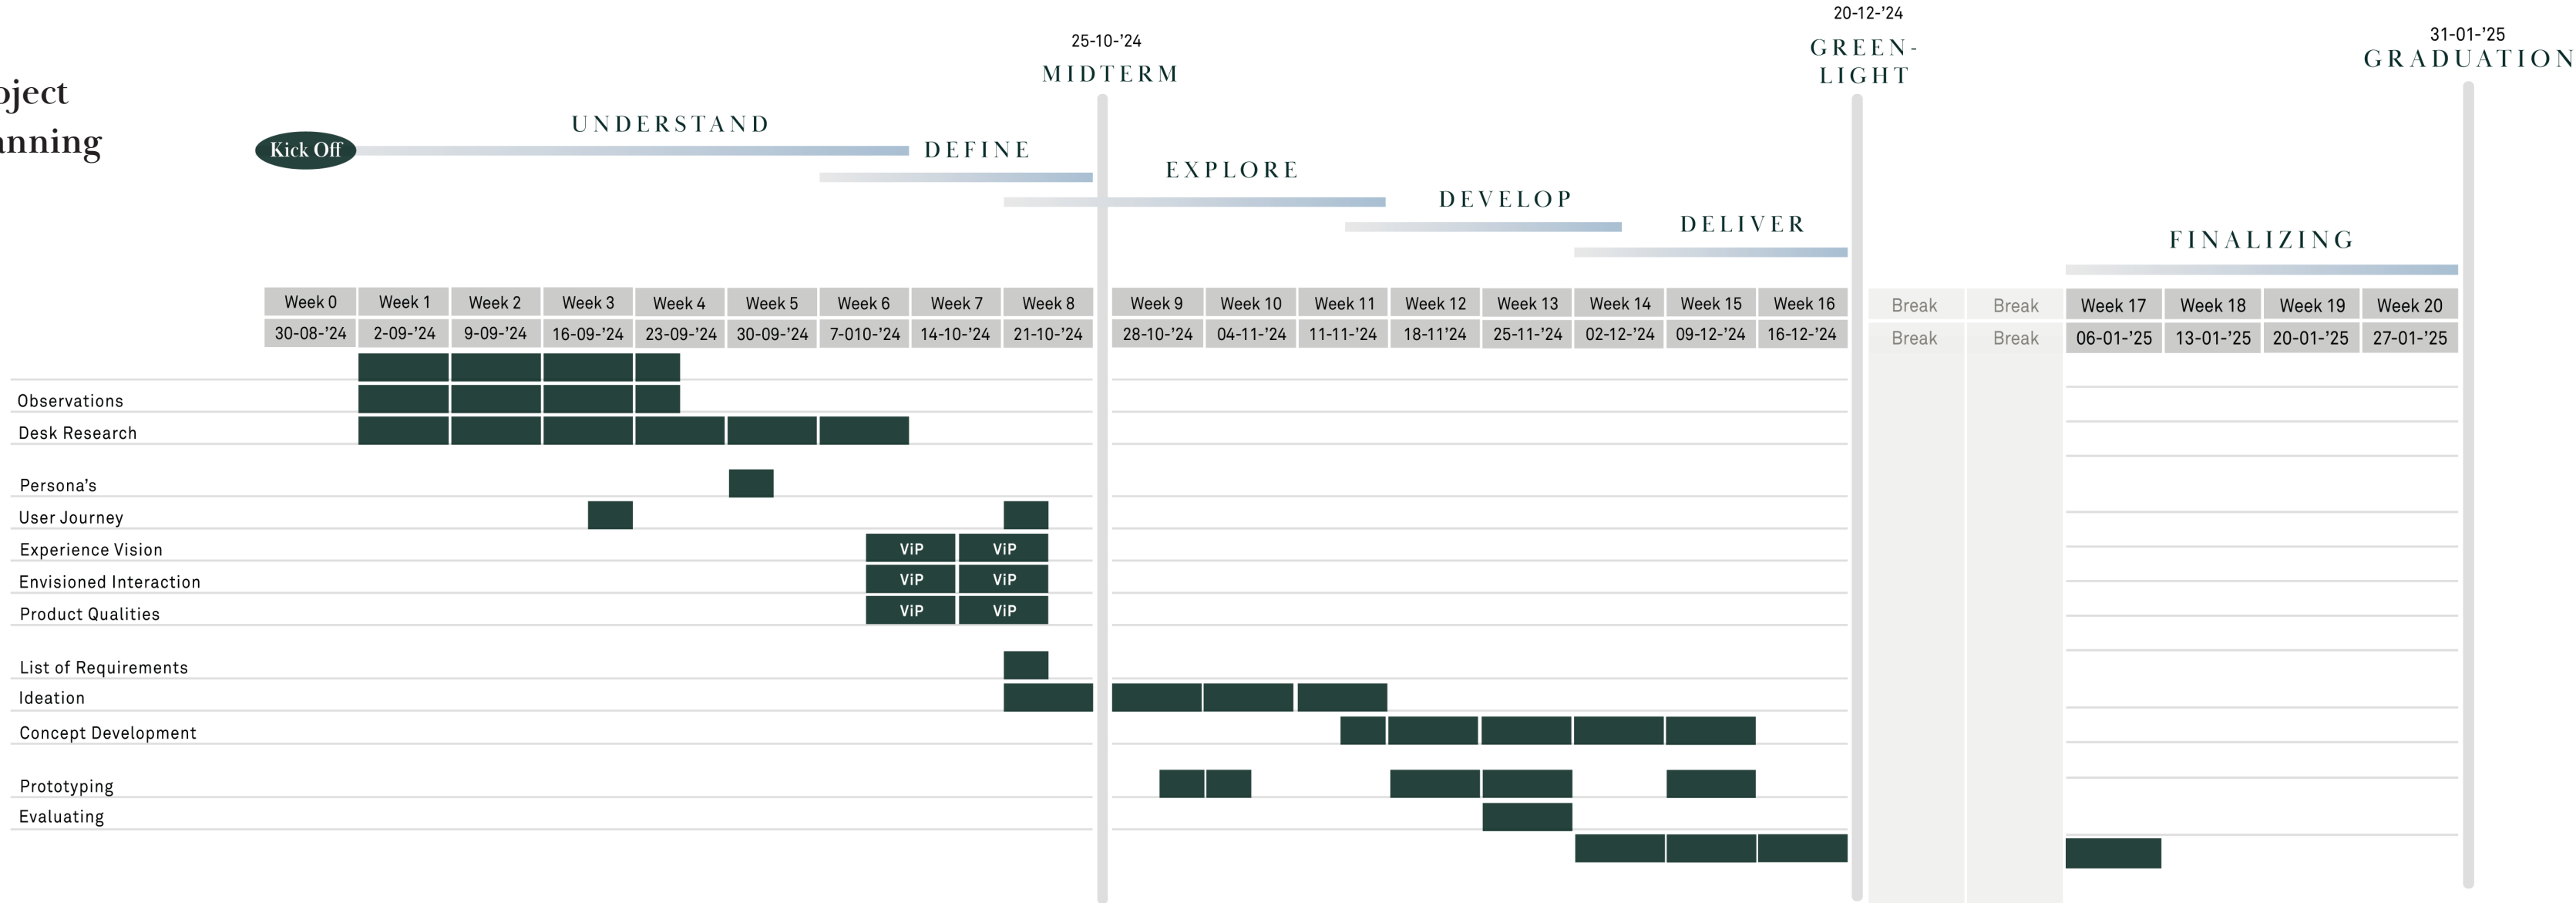 20-12-'24
25-10-'24
31-01-'25
GREEN-
LIGHT
MIDTERM
GRADUATION
oject
anning
Kick Off
UNDERSTAND
DEFINE
EXPLORE
DEVELOP
DELIVER
FINALIZING
Week 0 Week 1 Week 2 Week 3 Week 4 Week 5 Week 6 Week 7 Week 8 Week 9 Week 10 Week 11 Week 12 Week 13 Week 14 Week 15 Week 16 Break Break Week 17 Week 18 Week 19 Week 20
30-08-'24 2-09-'24 9-09-'24 16-09-'24 23-09-'24 30-09-'24 7-010-'24 14-10-'24 21-10-'24 28-10-'24 04-11-'24 11-11-'24 18-11'24 25-11-'24 02-12-'24 09-12-'24 16-12-'24 Break Break 06-01-'25 13-01-'25 20-01-'25 27-01-'25
Observations
Desk Research
Persona's
User Journey
Experience Vision ViP ViP
Envisioned Interaction ViP ViP
Product Qualities ViP ViP
List of Requirements
Ideation
Concept Development
Prototyping
Evaluating